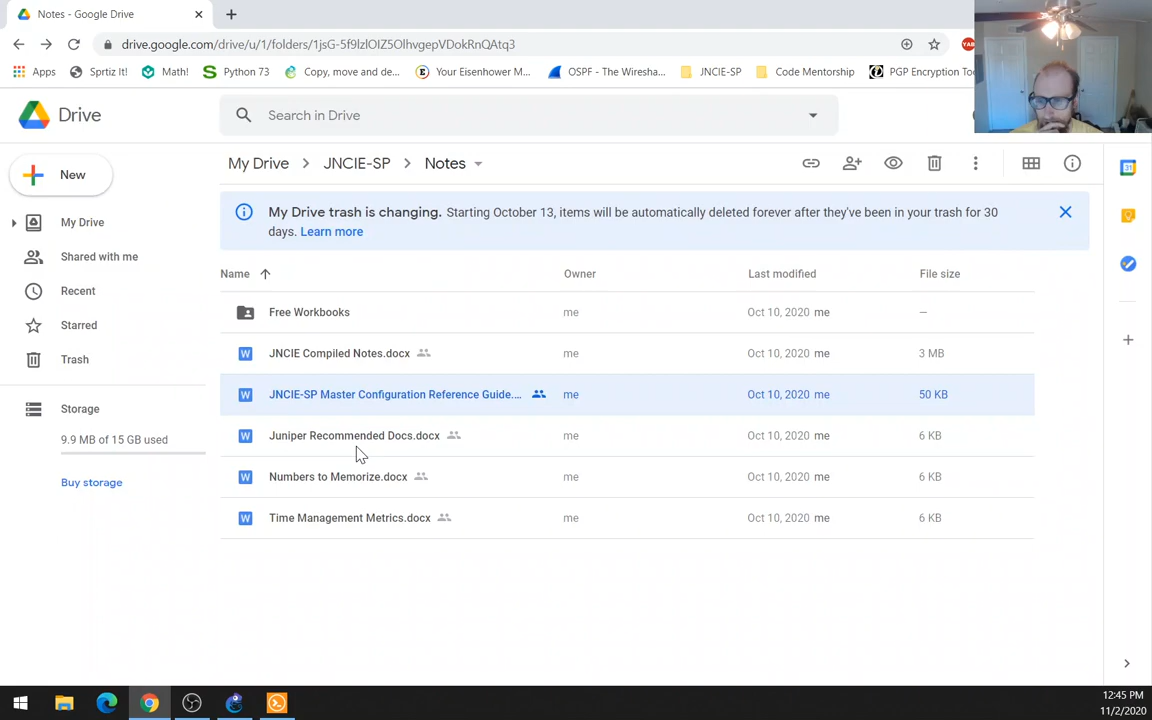 Notes - Google Drive
drive.google.com/drive/u/1/folders/1jsG-5f9lzlOIZ5OlhvgepVDokRnQAtq3
Apps Sprtiz It! Math! Python 73 Copy, move and de... Your Eisenhower M... OSPF - The Wiresha... JNCIE-SP Code Mentorship PGP Encryption Too
Drive
Search in Drive
New
My Drive > JNCIE-SP > Notes
My Drive
Shared with me
Recent
Starred
Trash
Storage
9.9 MB of 15 GB used
Buy storage
My Drive trash is changing. Starting October 13, items will be automatically deleted forever after they've been in your trash for 30
days. Learn more
Name Owner Last modified File size
Free Workbooks me Oct 10, 2020 me —
JNCIE Compiled Notes.docx me Oct 10, 2020 me 3 MB
JNCIE-SP Master Configuration Reference Guide.... me Oct 10, 2020 me 50 KB
Juniper Recommended Docs.docx me Oct 10, 2020 me 6 KB
Numbers to Memorize.docx me Oct 10, 2020 me 6 KB
Time Management Metrics.docx me Oct 10, 2020 me 6 KB
12:45 PM
11/2/2020